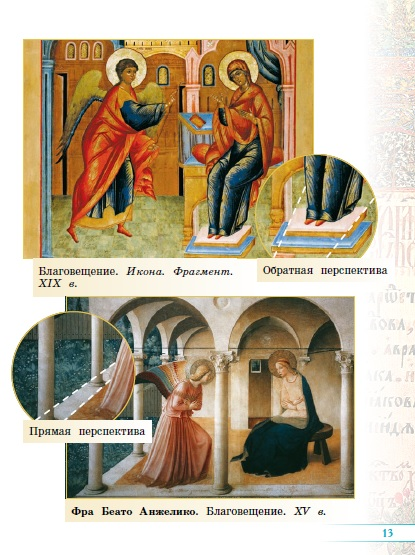 Благовещение. Икона. Фрагмент.
XIX в.
Обратная перспектива
Прямая перспектива
Фра Беато Анжелико. Благовещение. XV в.
13